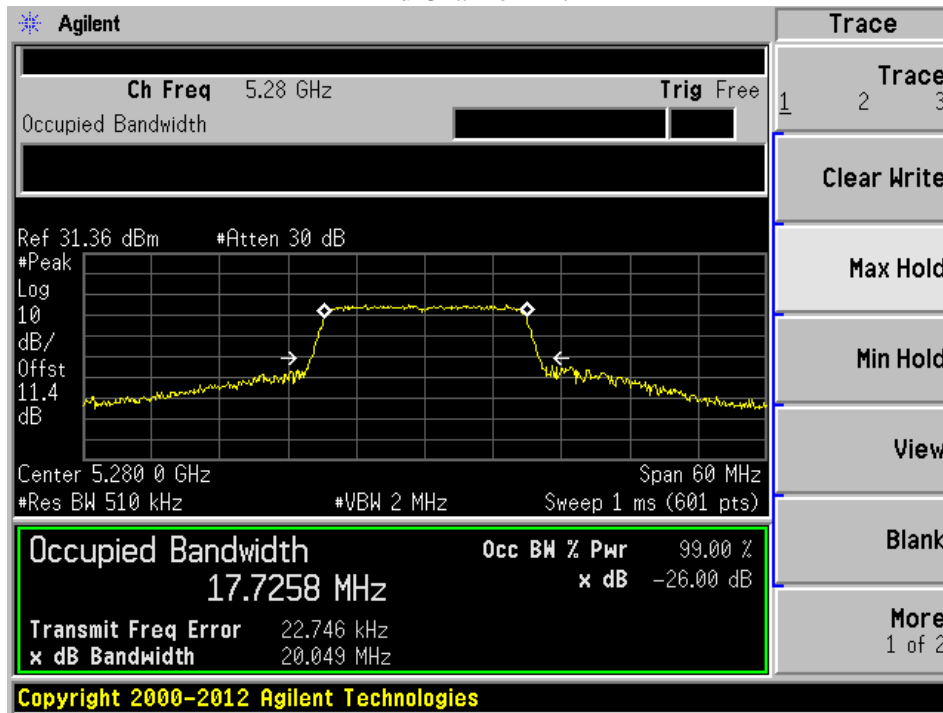 Agilent
Trace
Ch Freq 5.28 GHz Trig Free
Occupied Bandwidth
Trace
1 2 3
Clear Write
Ref 31.36 dBm #Atten 30 dB
#Peak
Log
10
dB/
Offst
11.4
dB
Max Hold
Min Hold
View
Center 5.280 0 GHz Span 60 MHz
#Res BW 510 kHz #VBW 2 MHz Sweep 1 ms (601 pts)
Occupied Bandwidth
17.7258 MHz
Occ BW % Pwr 99.00 %
x dB -26.00 dB
Transmit Freq Error 22.746 kHz
x dB Bandwidth 20.049 MHz
Blank
More
1 of 2
Copyright 2000-2012 Agilent Technologies